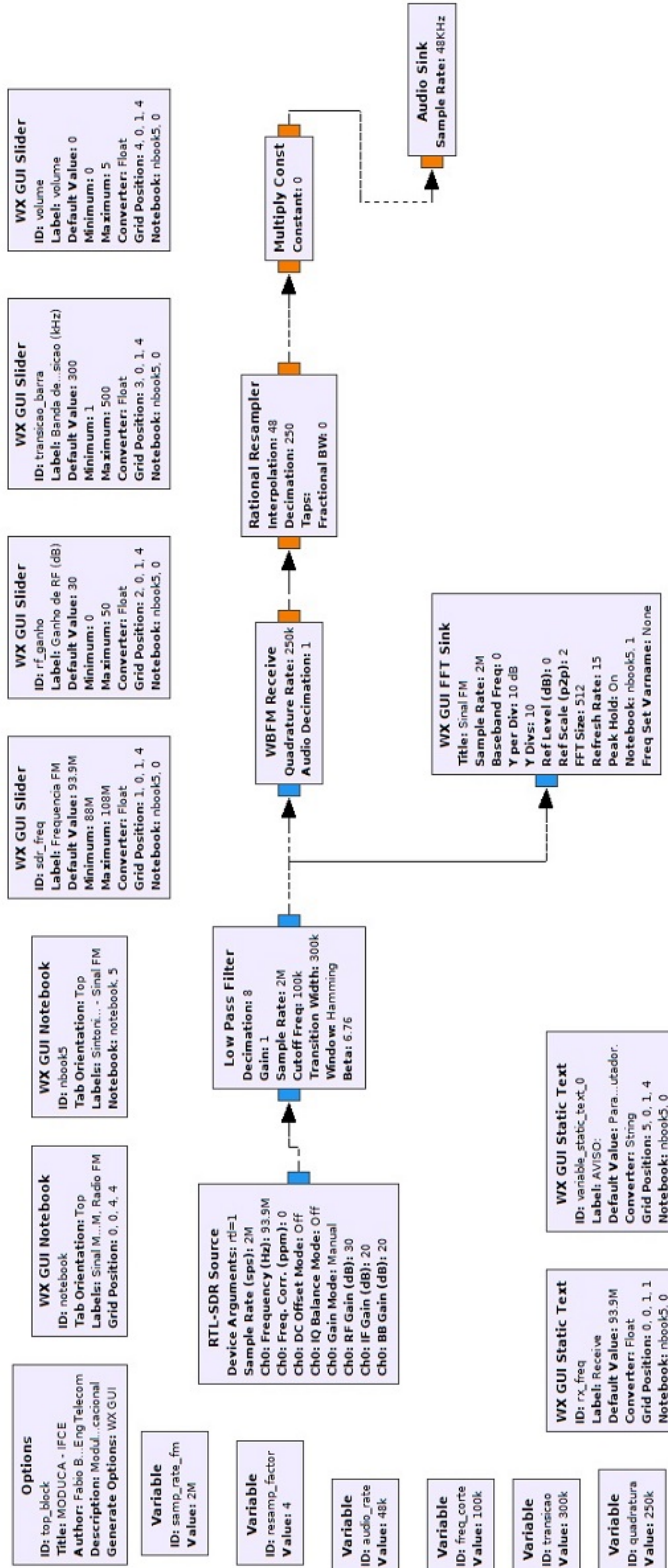 Options
ID: top_block
Title: MODUCA - IFCE
Author: Fabio B...Eng Telecom
Description: Modul...cacional
Generate Options: WX GUI
WX GUI Notebook
ID: notebook
Tab Orientation: Top
Labels: Sinal M...M, Radio FM
Grid Position: 0, 0, 4, 4
WX GUI Notebook
ID: nbook5
Tab Orientation: Top
Labels: Sintoni... - Sinal FM
Notebook: notebook, 5
WX GUI Slider
ID: sdr_freq
Label: Frequencia FM
Default Value: 93.9M
Minimum: 88M
Maximum: 108M
Converter: Float
Grid Position: 1, 0, 1, 4
Notebook: nbook5, 0
WX GUI Slider
ID: rf_ganho
Label: Ganho de RF (dB)
Default Value: 30
Minimum: 0
Maximum: 50
Converter: Float
Grid Position: 2, 0, 1, 4
Notebook: nbook5, 0
WX GUI Slider
ID: transicao_barra
Label: Banda de...sicao (kHz)
Default Value: 300
Minimum: 1
Maximum: 500
Converter: Float
Grid Position: 3, 0, 1, 4
Notebook: nbook5, 0
WX GUI Slider
ID: volume
Label: volume
Default Value: 0
Minimum: 0
Maximum: 5
Converter: Float
Grid Position: 4, 0, 1, 4
Notebook: nbook5, 0
Variable
ID: samp_rate_fm
Value: 2M
Variable
ID: resamp_factor
Value: 4
Variable
ID: audio_rate
Value: 48k
Variable
ID: freq_corte
Value: 100k
Variable
ID: transicao
Value: 300k
Variable
ID: quadratura
Value: 250k
RTL-SDR Source
Device Arguments: rtl=1
Sample Rate (sps): 2M
Ch0: Frequency (Hz): 93.9M
Ch0: Freq. Corr. (ppm): 0
Ch0: DC Offset Mode: Off
Ch0: IQ Balance Mode: Off
Ch0: Gain Mode: Manual
Ch0: RF Gain (dB): 30
Ch0: IF Gain (dB): 20
Ch0: BB Gain (dB): 20
Low Pass Filter
Decimation: 8
Gain: 1
Sample Rate: 2M
Cutoff Freq: 100k
Transition Width: 300k
Window: Hamming
Beta: 6.76
WBFM Receive
Quadrature Rate: 250k
Audio Decimation: 1
Rational Resampler
Interpolation: 48
Decimation: 250
Taps:
Fractional BW: 0
Multiply Const
Constant: 0
Audio Sink
Sample Rate: 48KHz
WX GUI FFT Sink
Title: Sinal FM
Sample Rate: 2M
Baseband Freq: 0
Y per Div: 10 dB
Y Divs: 10
Ref Level (dB): 0
Ref Scale (p2p): 2
FFT Size: 512
Refresh Rate: 15
Peak Hold: On
Notebook: nbook5, 1
Freq Set Varname: None
WX GUI Static Text
ID: rx_freq
Label: Receive
Default Value: 93.9M
Converter: Float
Grid Position: 0, 0, 1, 1
Notebook: nbook5, 0
WX GUI Static Text
ID: variable_static_text_0
Label: AVISO:
Default Value: Para...utador.
Converter: String
Grid Position: 5, 0, 1, 4
Notebook: nbook5, 0